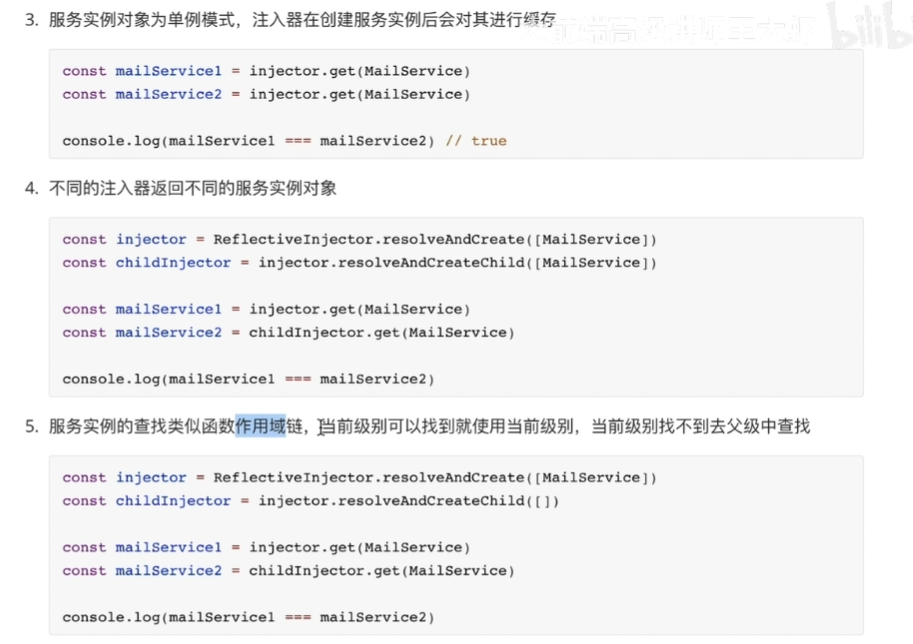 3. 服务实例对象为单例模式，注入器在创建服务实例后会对其进行缓存
bilibili
const mailService1 = injector.get(MailService)
const mailService2 = injector.get(MailService)
console.log(mailService1 === mailService2) // true
4. 不同的注入器返回不同的服务实例对象
const injector = ReflectiveInjector.resolveAndCreate([MailService])
const childInjector = injector.resolveAndCreateChild([MailService])
const mailService1 = injector.get(MailService)
const mailService2 = childInjector.get(MailService)
console.log(mailService1 === mailService2)
5. 服务实例的查找类似函数作用域链，当前级别可以找到就使用当前级别，当前级别找不到去父级中查找
const injector = ReflectiveInjector.resolveAndCreate([MailService])
const childInjector = injector.resolveAndCreateChild([])
const mailService1 = injector.get(MailService)
const mailService2 = childInjector.get(MailService)
console.log(mailService1 === mailService2)